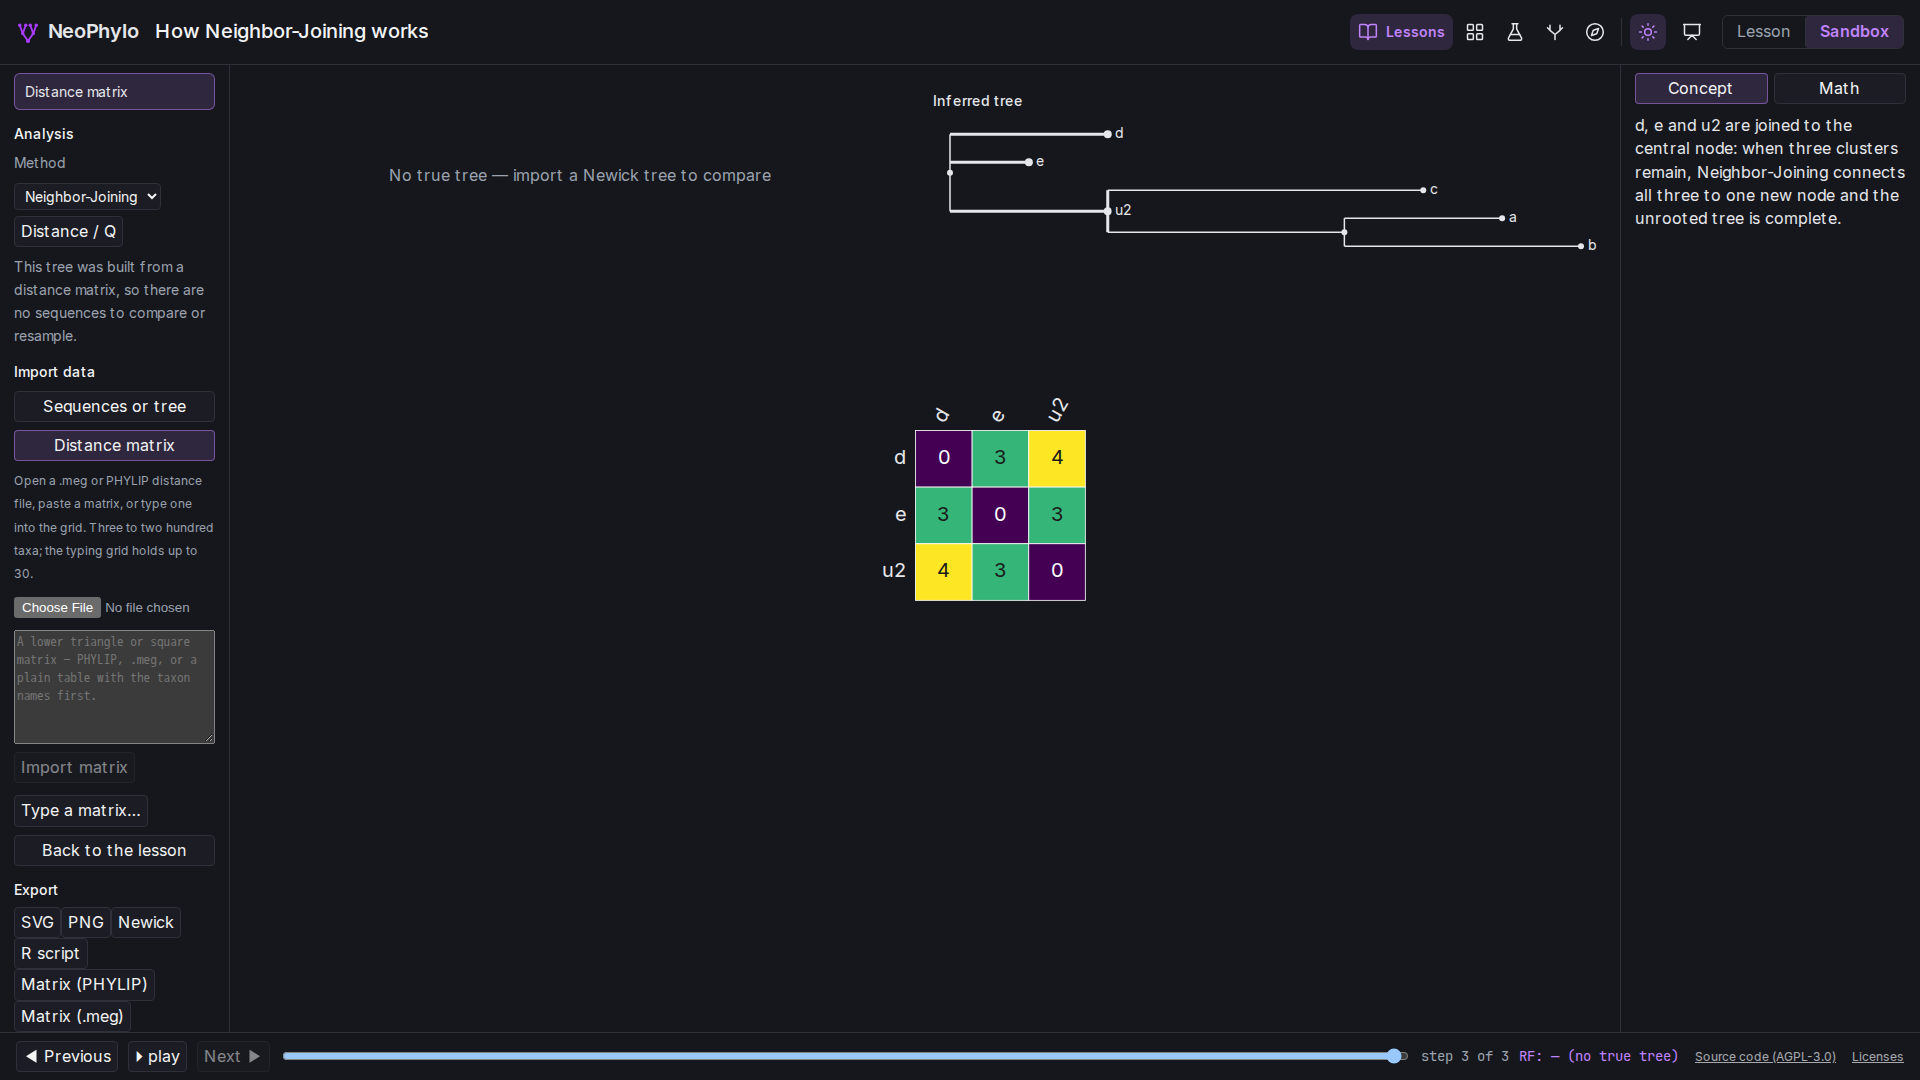 NeoPhylo How Neighbor-Joining works
Lessons
Lesson Sandbox
Distance matrix
Analysis
Method
Neighbor-Joining
Distance / Q
This tree was built from a
distance matrix, so there are
no sequences to compare or
resample.
Import data
Sequences or tree
Distance matrix
Open a .meg or PHYLIP distance
file, paste a matrix, or type one
into the grid. Three to two hundred
taxa; the typing grid holds up to
30.
Choose File No file chosen
A lower triangle or square
matrix — PHYLIP, .meg, or a
plain table with the taxon
names first.
Import matrix
Type a matrix...
Back to the lesson
Export
SVG PNG Newick
R script
Matrix (PHYLIP)
Matrix (.meg)
No true tree — import a Newick tree to compare
Inferred tree
d
e
c
u2
a
b
d e u2
d 0 3 4
e 3 0 3
u2 4 3 0
Concept Math
d, e and u2 are joined to the
central node: when three clusters
remain, Neighbor-Joining connects
all three to one new node and the
unrooted tree is complete.
Previous play Next step 3 of 3 RF: — (no true tree) Source code (AGPL-3.0) Licenses